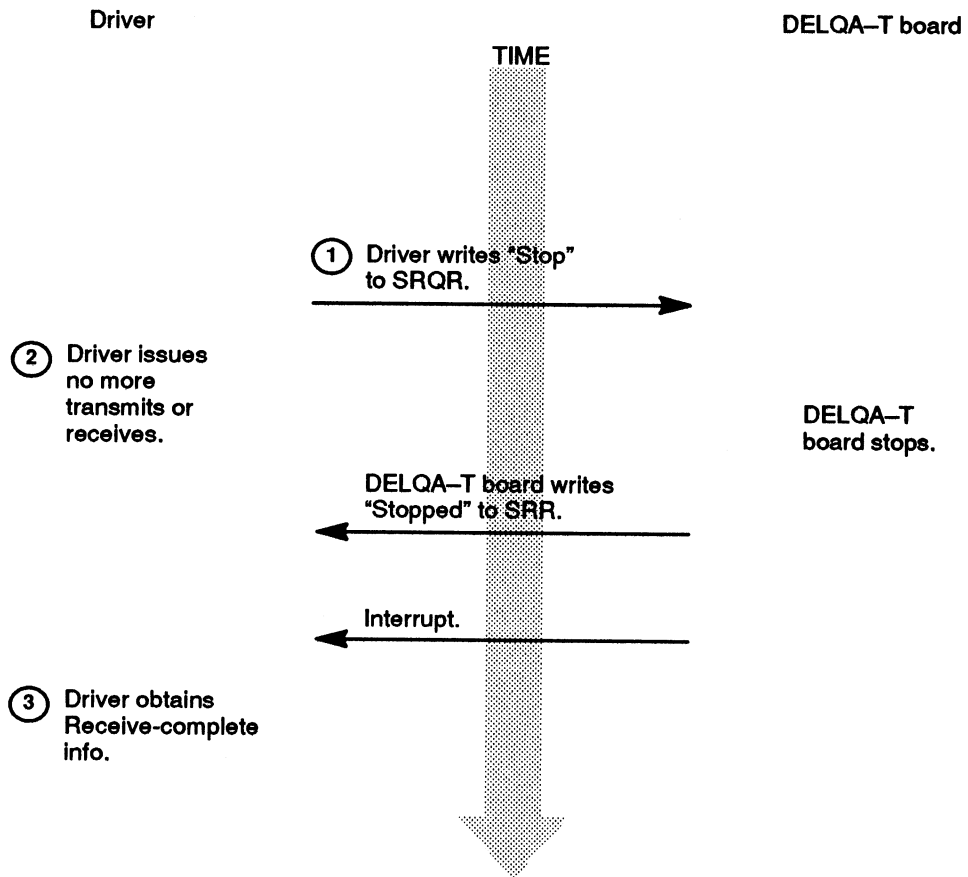 Driver
DELQA–T board
TIME
1 Driver writes "Stop"
to SRQR.
2 Driver issues
no more
transmits or
receives.
DELQA–T
board stops.
DELQA–T board writes
“Stopped” to SRR.
Interrupt.
3 Driver obtains
Receive-complete
info.